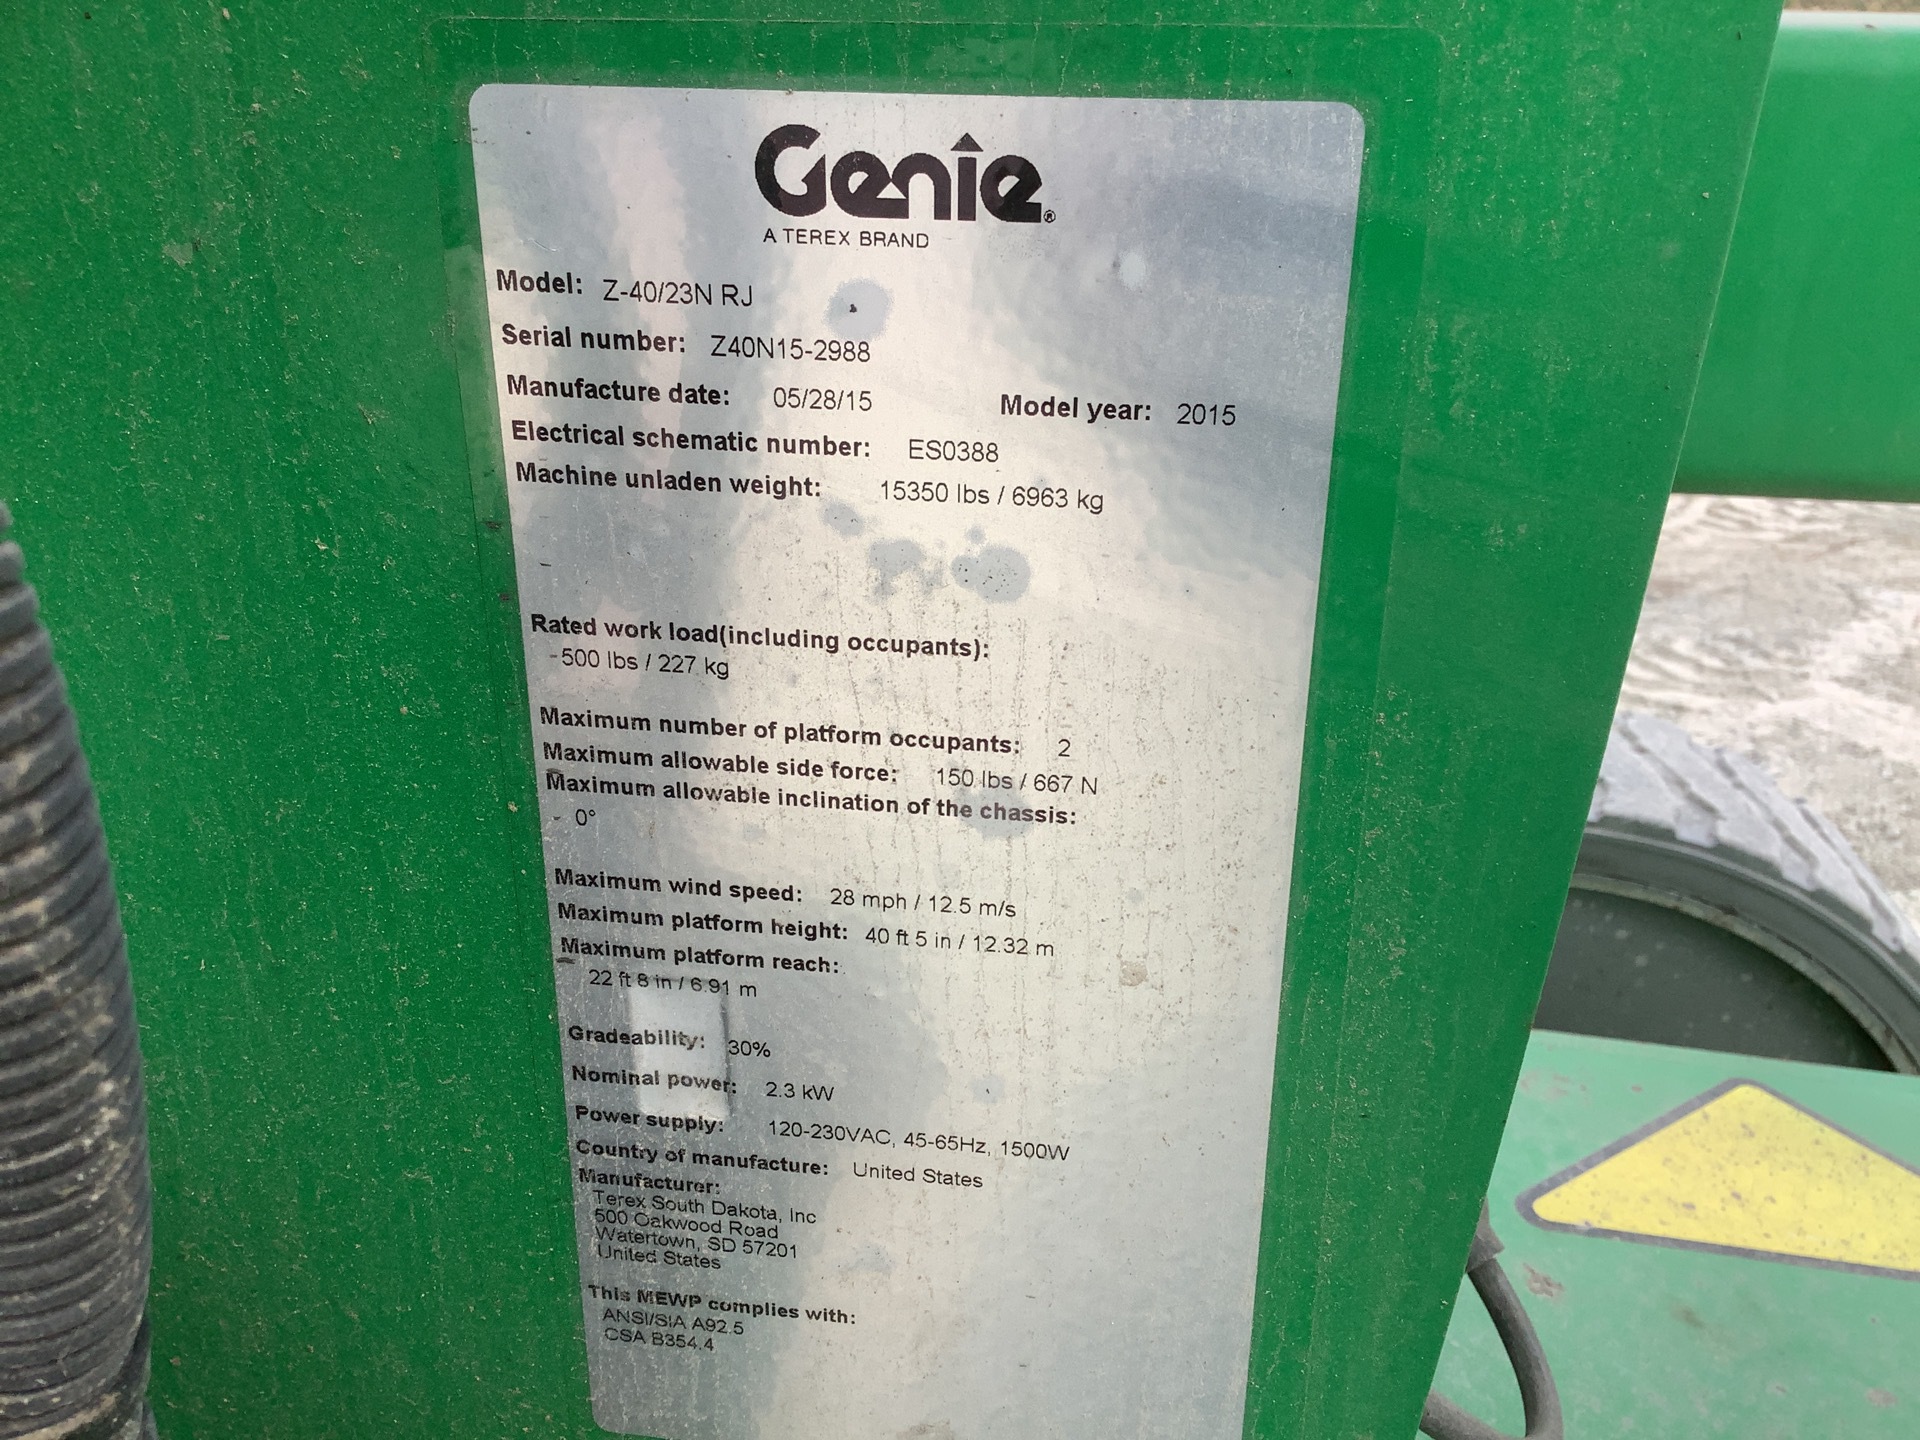 Genie®
A TEREX BRAND
Model: Z-40/23N RJ
Serial number: Z40N15-2988
Manufacture date: 05/28/15 Model year: 2015
Electrical schematic number: ES0388
Machine unladen weight: 15350 lbs / 6963 kg
Rated work load(including occupants):
500 lbs / 227 kg
Maximum number of platform occupants: 2
Maximum allowable side force: 150 lbs / 667 N
Maximum allowable inclination of the chassis:
0°
Maximum wind speed: 28 mph / 12.5 m/s
Maximum platform height: 40 ft 5 in / 12.32 m
Maximum platform reach:
22 ft 8 in / 6.91 m
Gradeability: 30%
Nominal power: 2.3 kW
Power supply: 120-230VAC, 45-65Hz, 1500W
Country of manufacture: United States
Manufacturer:
Terex South Dakota, Inc
500 Oakwood Road
Watertown, SD 57201
United States
This MEWP complies with:
ANSI/SIA A92.5
CSA B354.4